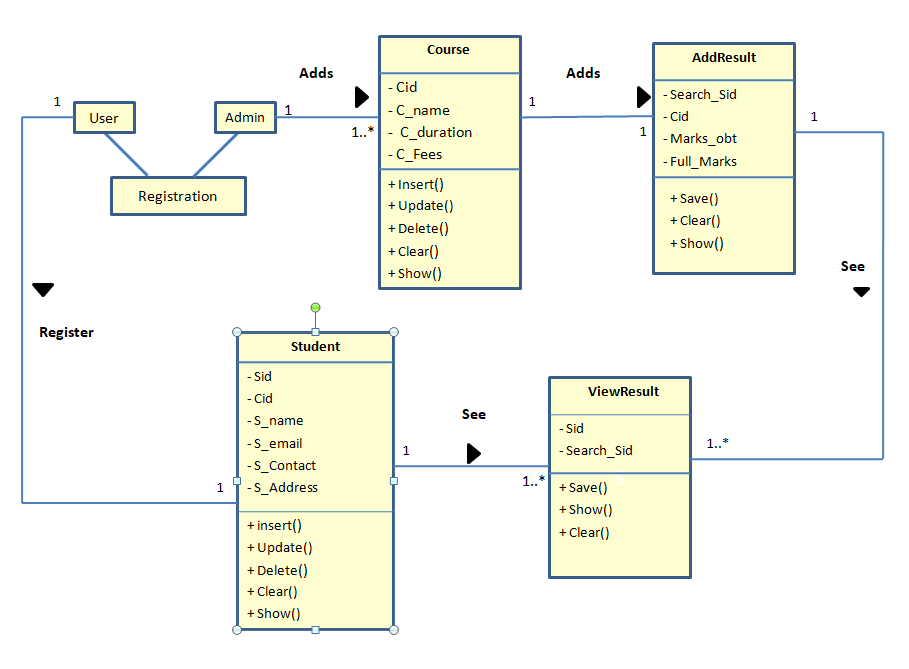 1
User
Admin
1
Registration
Adds
1..*
Course
- Cid
- C_name
- C_duration
- C_Fees
+ Insert()
+ Update()
+ Delete()
+ Clear()
+ Show()
1
Adds
1
AddResult
- Search_Sid
- Cid
- Marks_obt
- Full_Marks
+ Save()
+ Clear()
+ Show()
1
See
Register
1
Student
- Sid
- Cid
- S_name
- S_email
- S_Contact
- S_Address
+ insert()
+ Update()
+ Delete()
+ Clear()
+ Show()
1
See
1..*
ViewResult
- Sid
- Search_Sid
+ Save()
+ Show()
+ Clear()
1..*